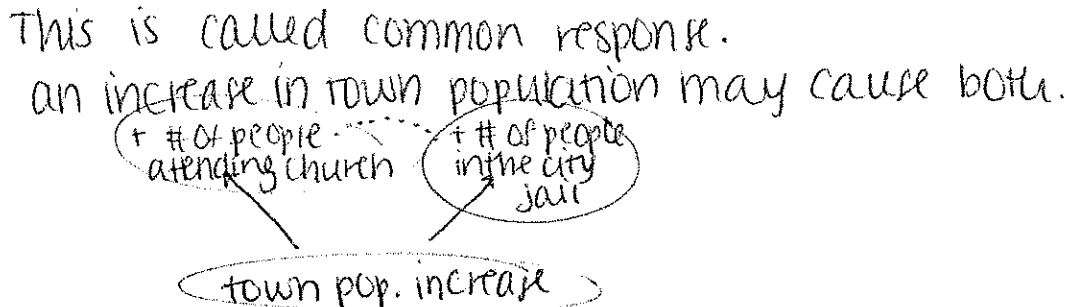 This is called common response.
an increase in town population may cause both.
+ # of people
atending church
+ # of people
in the city
jail
town pop. increase